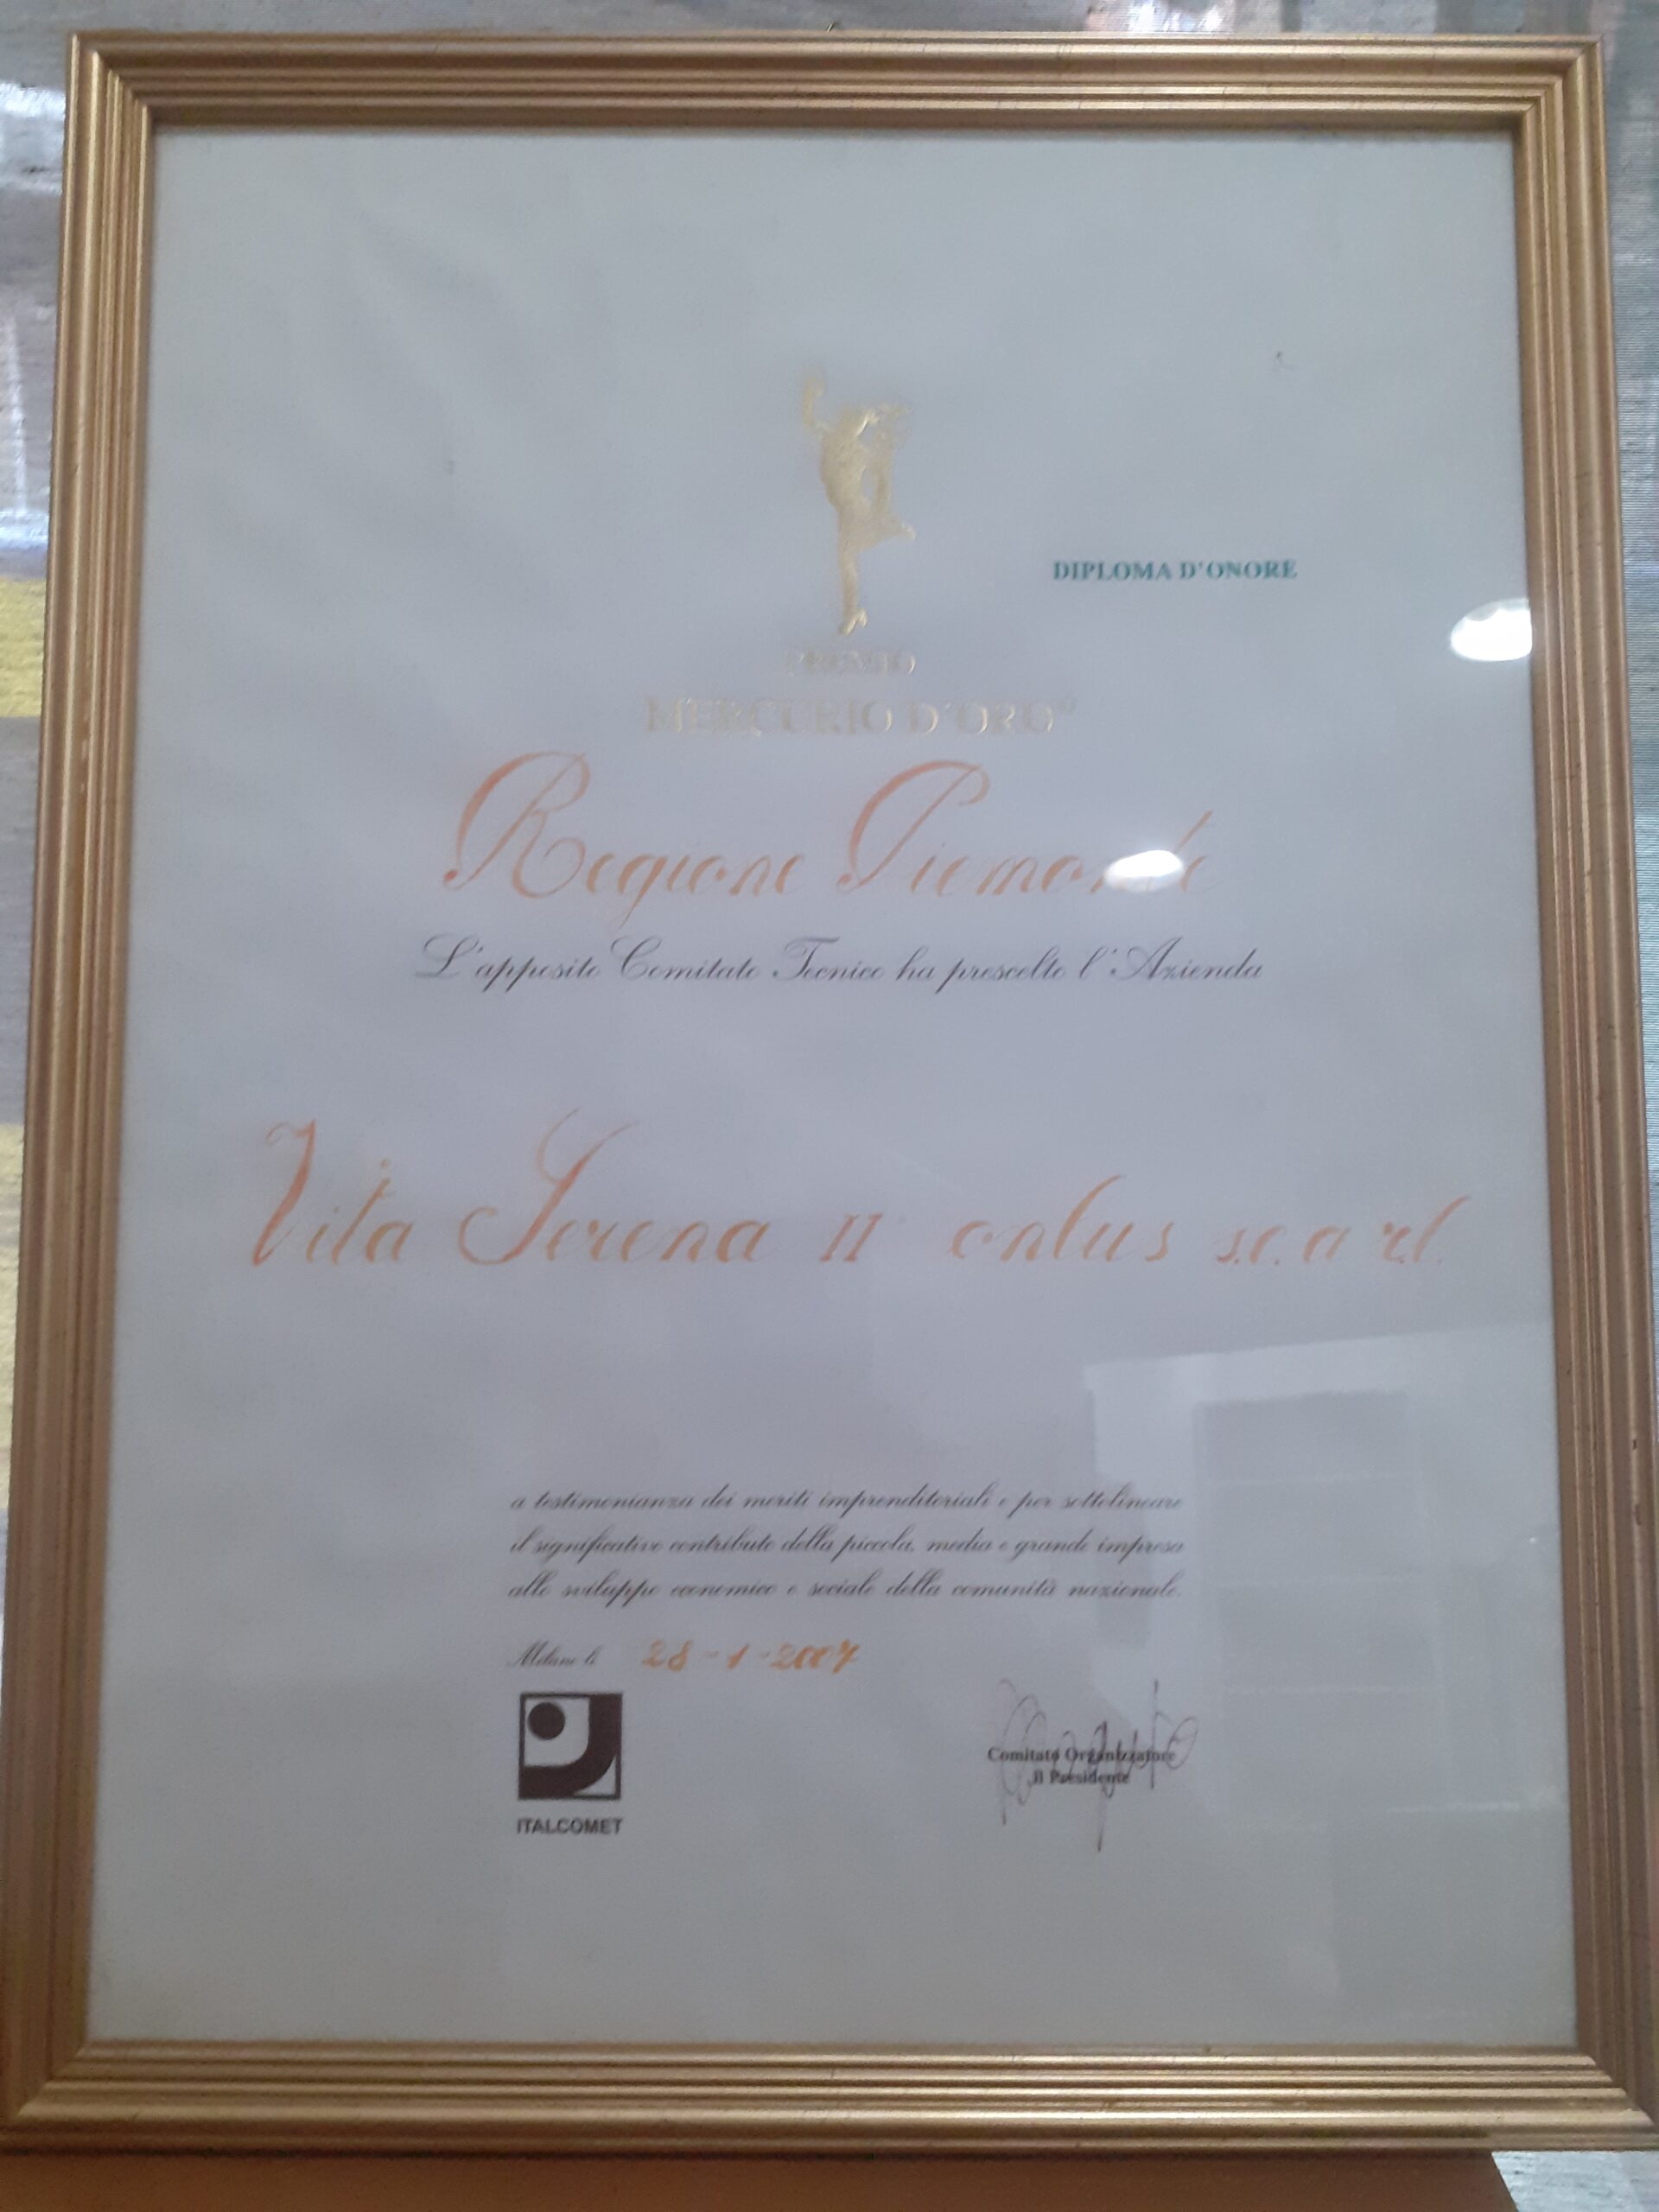 DIPLOMA D'ONORE
PREMIO
MERCURIO D'ORO®
Regione Piemonte
L'apposito Comitato Tecnico ha prescelto l'Azienda
Vita Serena II onlus s.c. a r.l.
a testimonianza dei meriti imprenditoriali e per sottolineare
il significativo contributo della piccola, media e grande impresa
allo sviluppo economico e sociale della comunità nazionale.
Milano li 28-1-2007
Comitato Organizzatore
Il Presidente
ITALCOMET